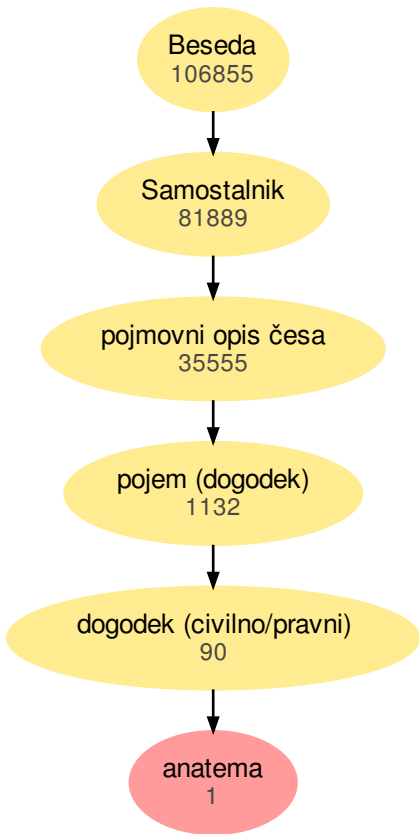 Beseda
106855
Samostalnik
81889
pojmovni opis česa
35555
pojem (dogodek)
1132
dogodek (civilno/pravni)
90
anatema
1